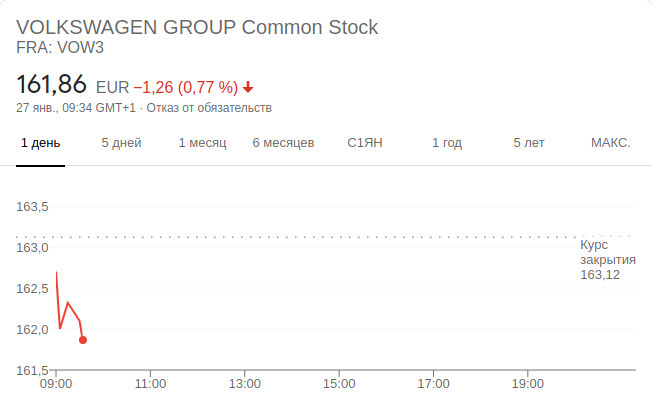 VOLKSWAGEN GROUP Common Stock
FRA: VOW3
161,86 EUR −1,26 (0,77 %)
27 янв., 09:34 GMT+1 · Отказ от обязательств
1 день 5 дней 1 месяц 6 месяцев С1ЯН 1 год 5 лет МАКС.
163,5
163,0
Курс
закрытия
163,12
162,5
162,0
161,5
09:00 11:00 13:00 15:00 17:00 19:00